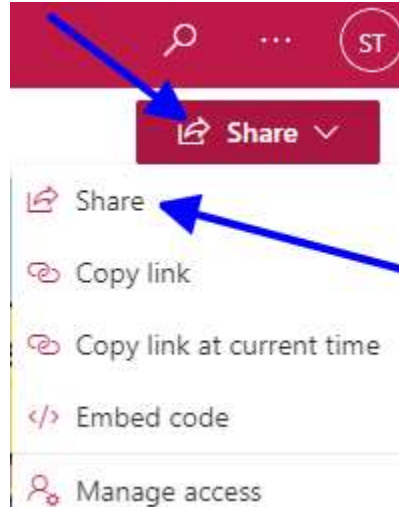 ST
Share
Share
Copy link
Copy link at current time
Embed code
Manage access